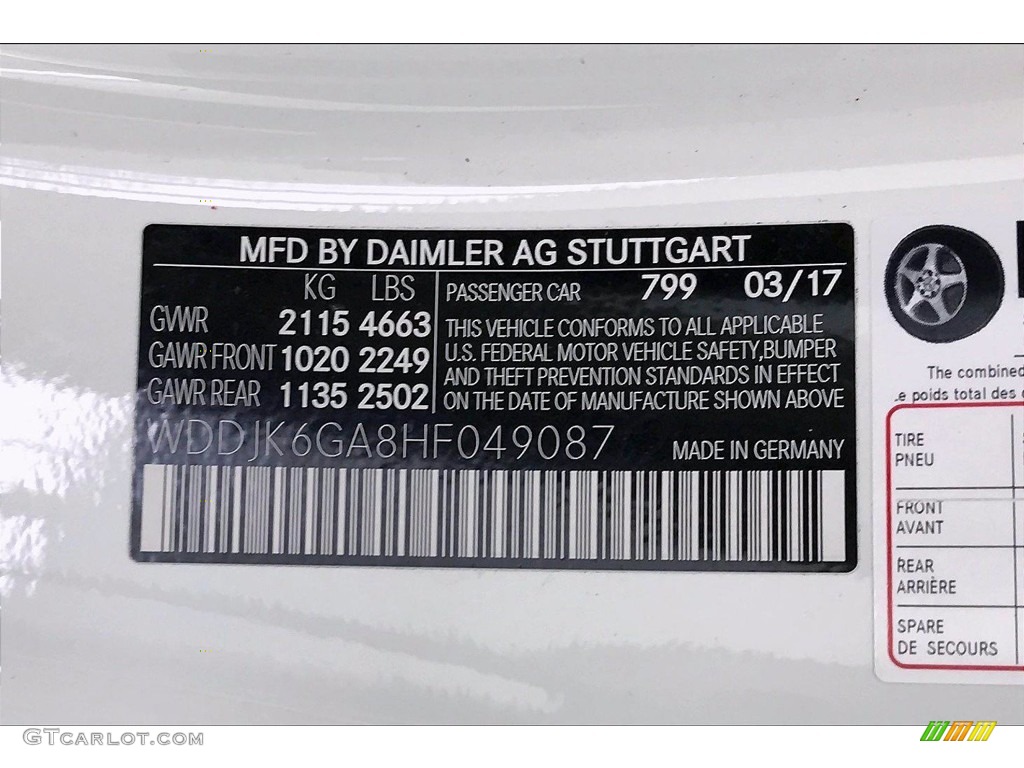 MFD BY DAIMLER AG STUTTGART
KG LBS
GVWR 2115 4663
GAWR FRONT 1020 2249
GAWR REAR 1135 2502
PASSENGER CAR 799 03/17
THIS VEHICLE CONFORMS TO ALL APPLICABLE
U.S. FEDERAL MOTOR VEHICLE SAFETY, BUMPER
AND THEFT PREVENTION STANDARDS IN EFFECT
ON THE DATE OF MANUFACTURE SHOWN ABOVE
WDDJK6GA8HF049087
MADE IN GERMANY
The combined
e poids total des
TIRE
PNEU
FRONT
AVANT
REAR
ARRIÈRE
SPARE
DE SECOURS
GTCARLOT.COM